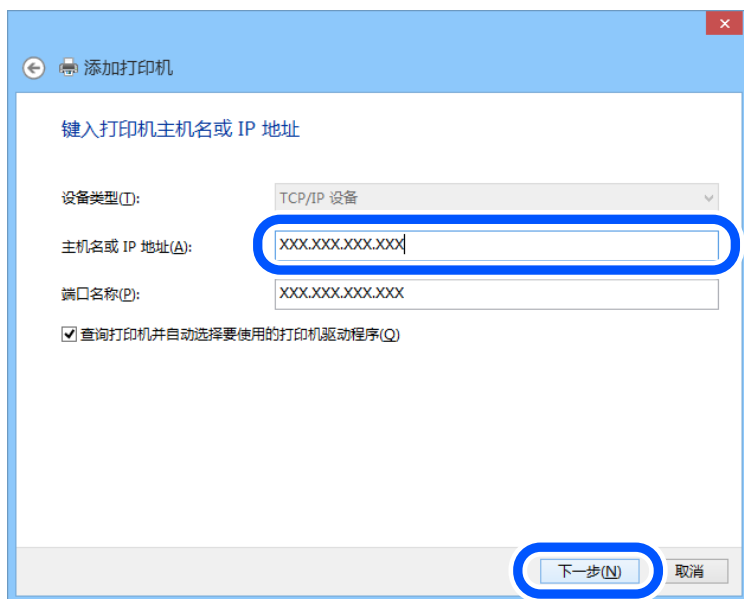 添加打印机
键入打印机主机名或 IP 地址
设备类型(T): TCP/IP 设备
主机名或 IP 地址(A): XXX.XXX.XXX.XXX
端口名称(P): XXX.XXX.XXX.XXX
查询打印机并自动选择要使用的打印机驱动程序(Q)
下一步(N) 取消